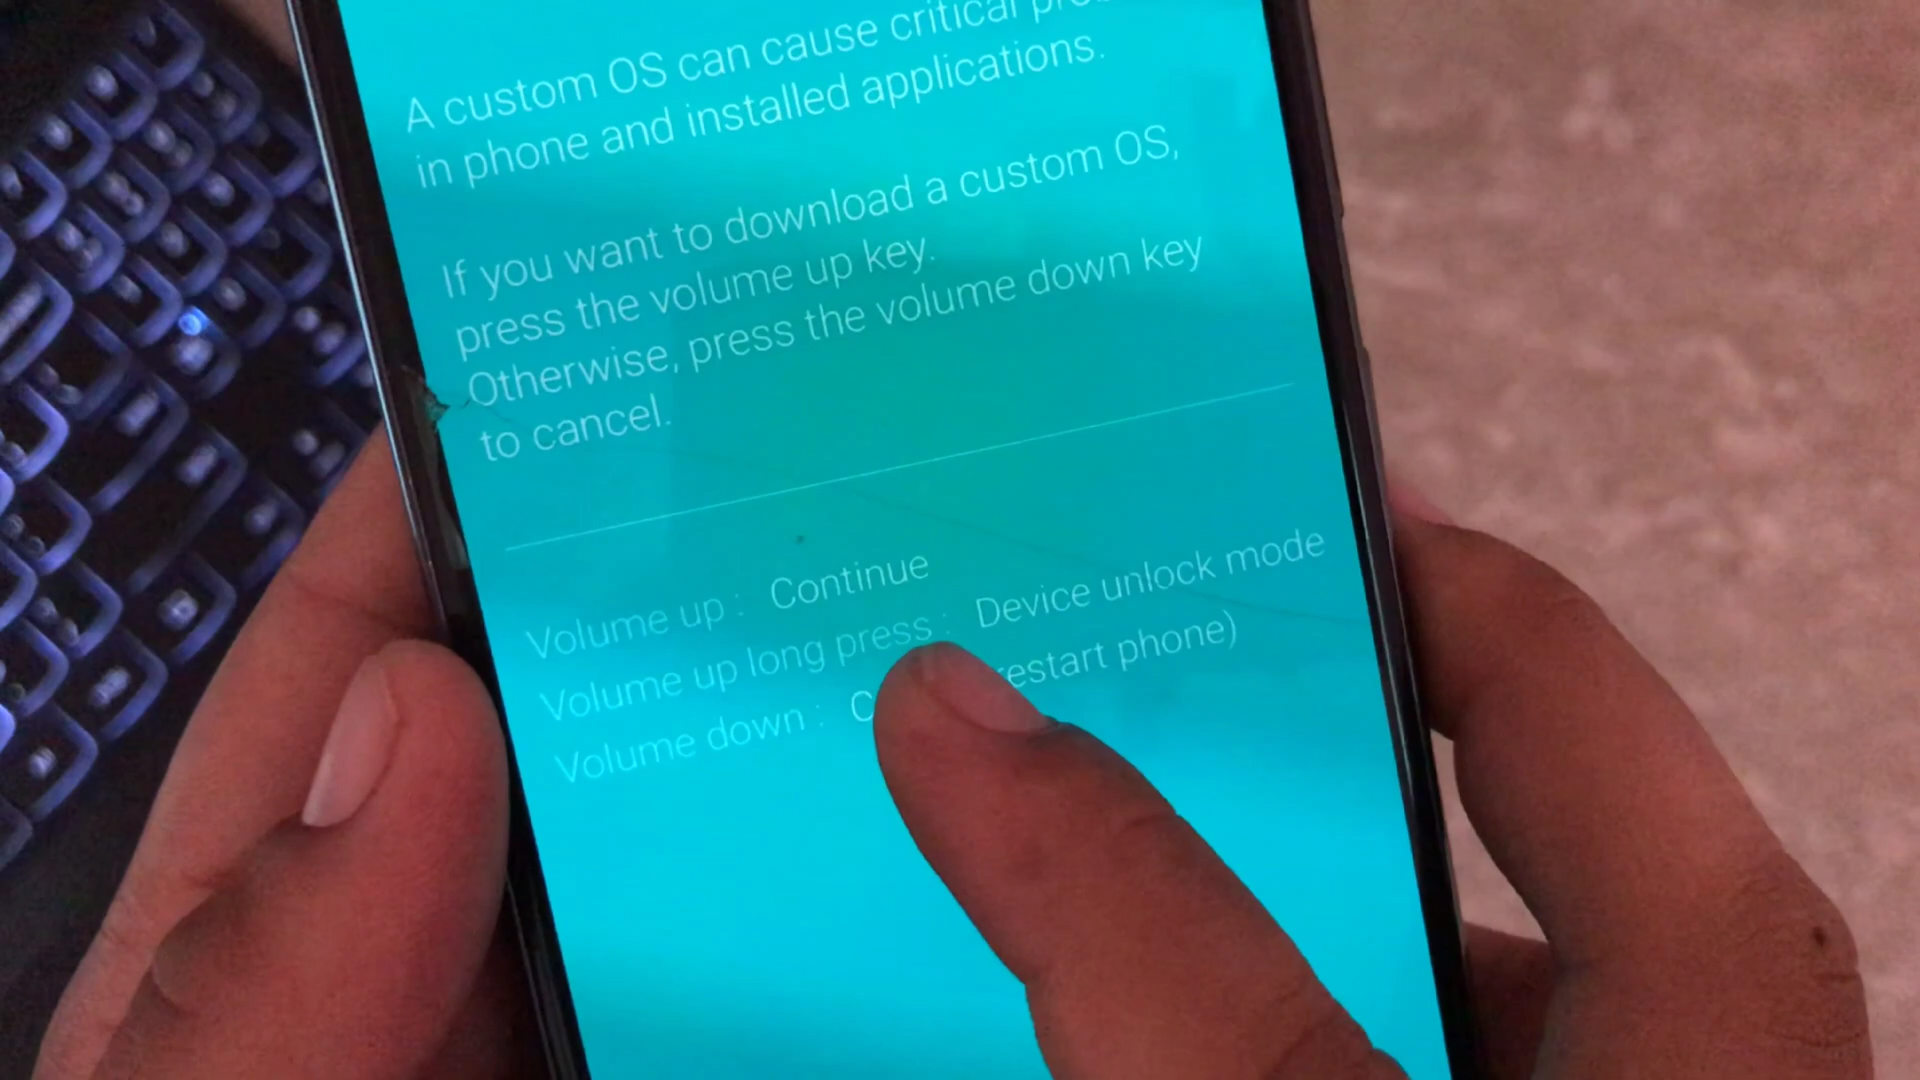 A custom OS can cause critical
in phone and installed applications.
If you want to download a custom OS,
press the volume up key.
Otherwise, press the volume down key
to cancel.
Volume up : Continue
Volume up long press : Device unlock mode
Volume down : phone)